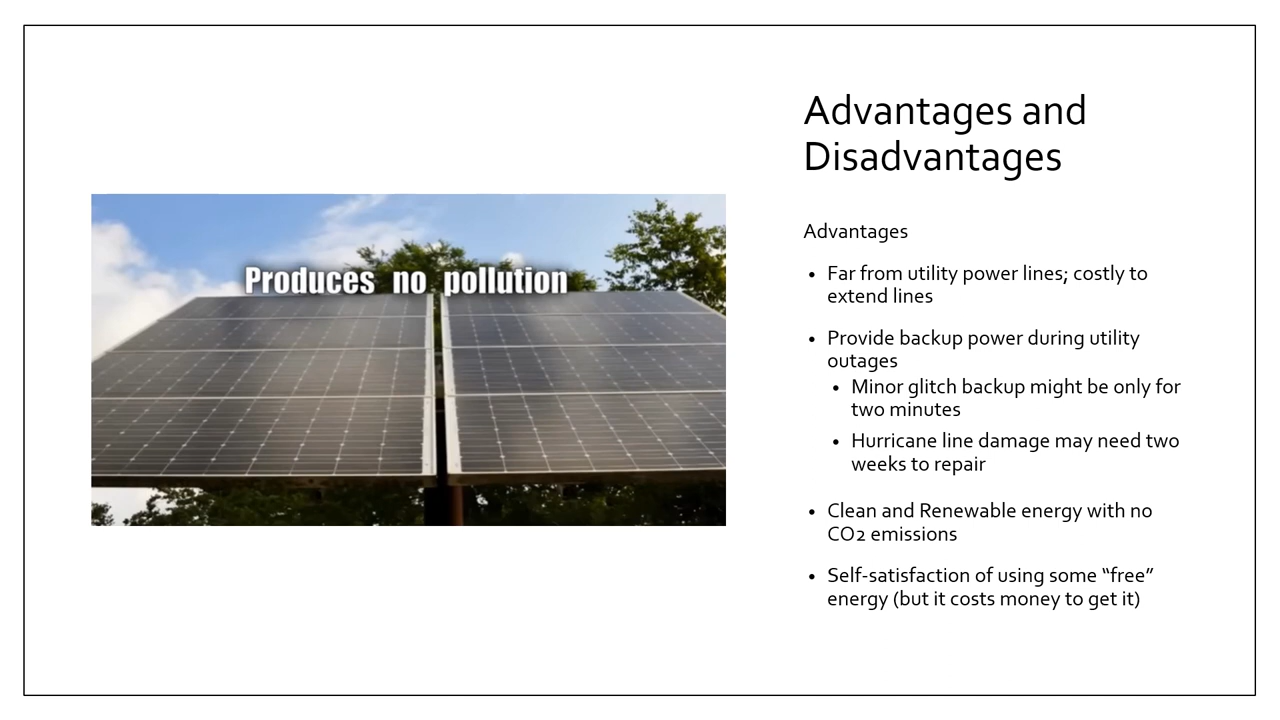 Produces no pollution
Advantages and
Disadvantages
Advantages
• Far from utility power lines; costly to
extend lines
• Provide backup power during utility
outages
• Minor glitch backup might be only for
two minutes
• Hurricane line damage may need two
weeks to repair
• Clean and Renewable energy with no
CO2 emissions
• Self-satisfaction of using some “free”
energy (but it costs money to get it)